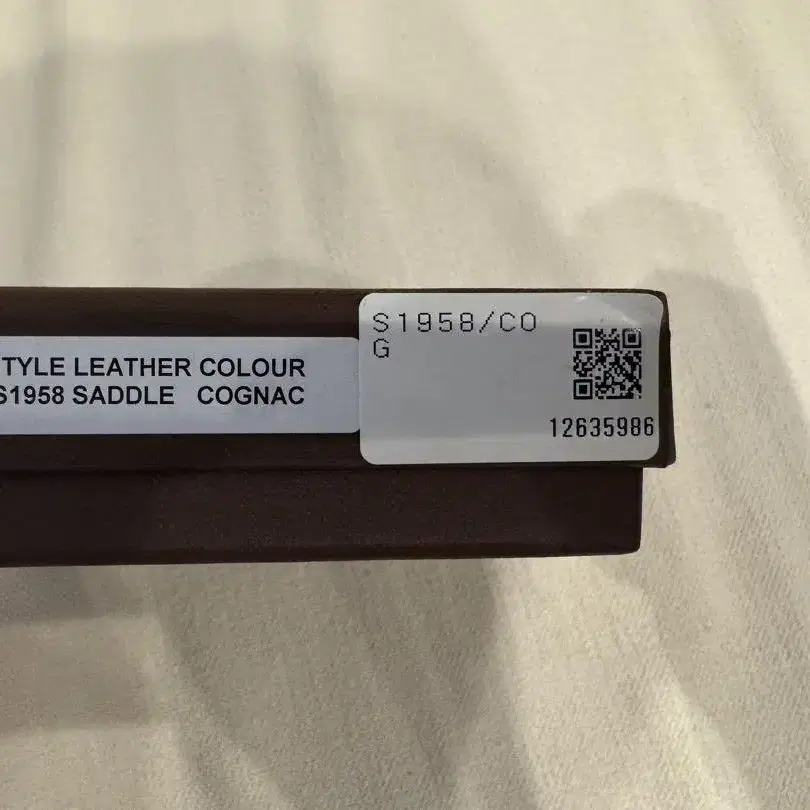 TYLE LEATHER COLOUR
S1958 SADDLE COGNAC
S1958/CO
G
12635986